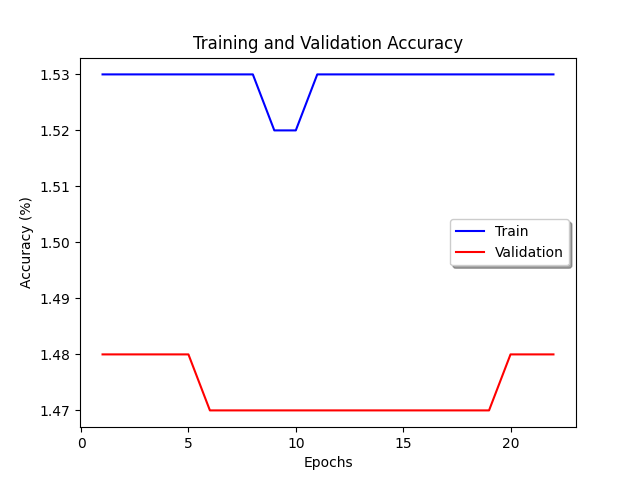 Training and Validation Accuracy
Accuracy (%)
1.53
1.52
1.51
1.50
1.49
1.48
1.47
Train
Validation
0 5 10 15 20
Epochs